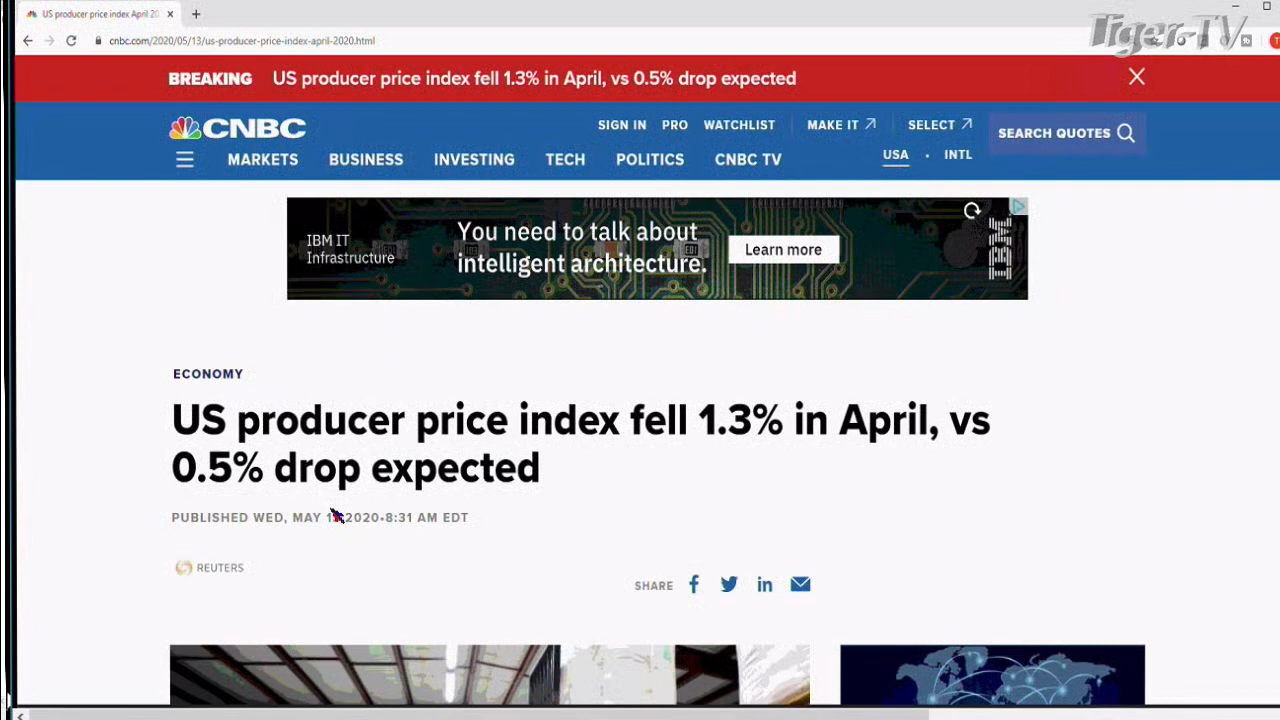 US producer price index April 20
Tiger-TV
cnbc.com/2020/05/13/us-producer-price-index-april-2020.html
BREAKING US producer price index fell 1.3% in April, vs 0.5% drop expected
CNBC
SIGN IN PRO WATCHLIST MAKE IT SELECT
SEARCH QUOTES
USA · INTL
MARKETS BUSINESS INVESTING TECH POLITICS CNBC TV
IBM IT
Infrastructure
You need to talk about
intelligent architecture.
Learn more
IBM
ECONOMY
US producer price index fell 1.3% in April, vs
0.5% drop expected
PUBLISHED WED, MAY 2020•8:31 AM EDT
REUTERS
SHARE